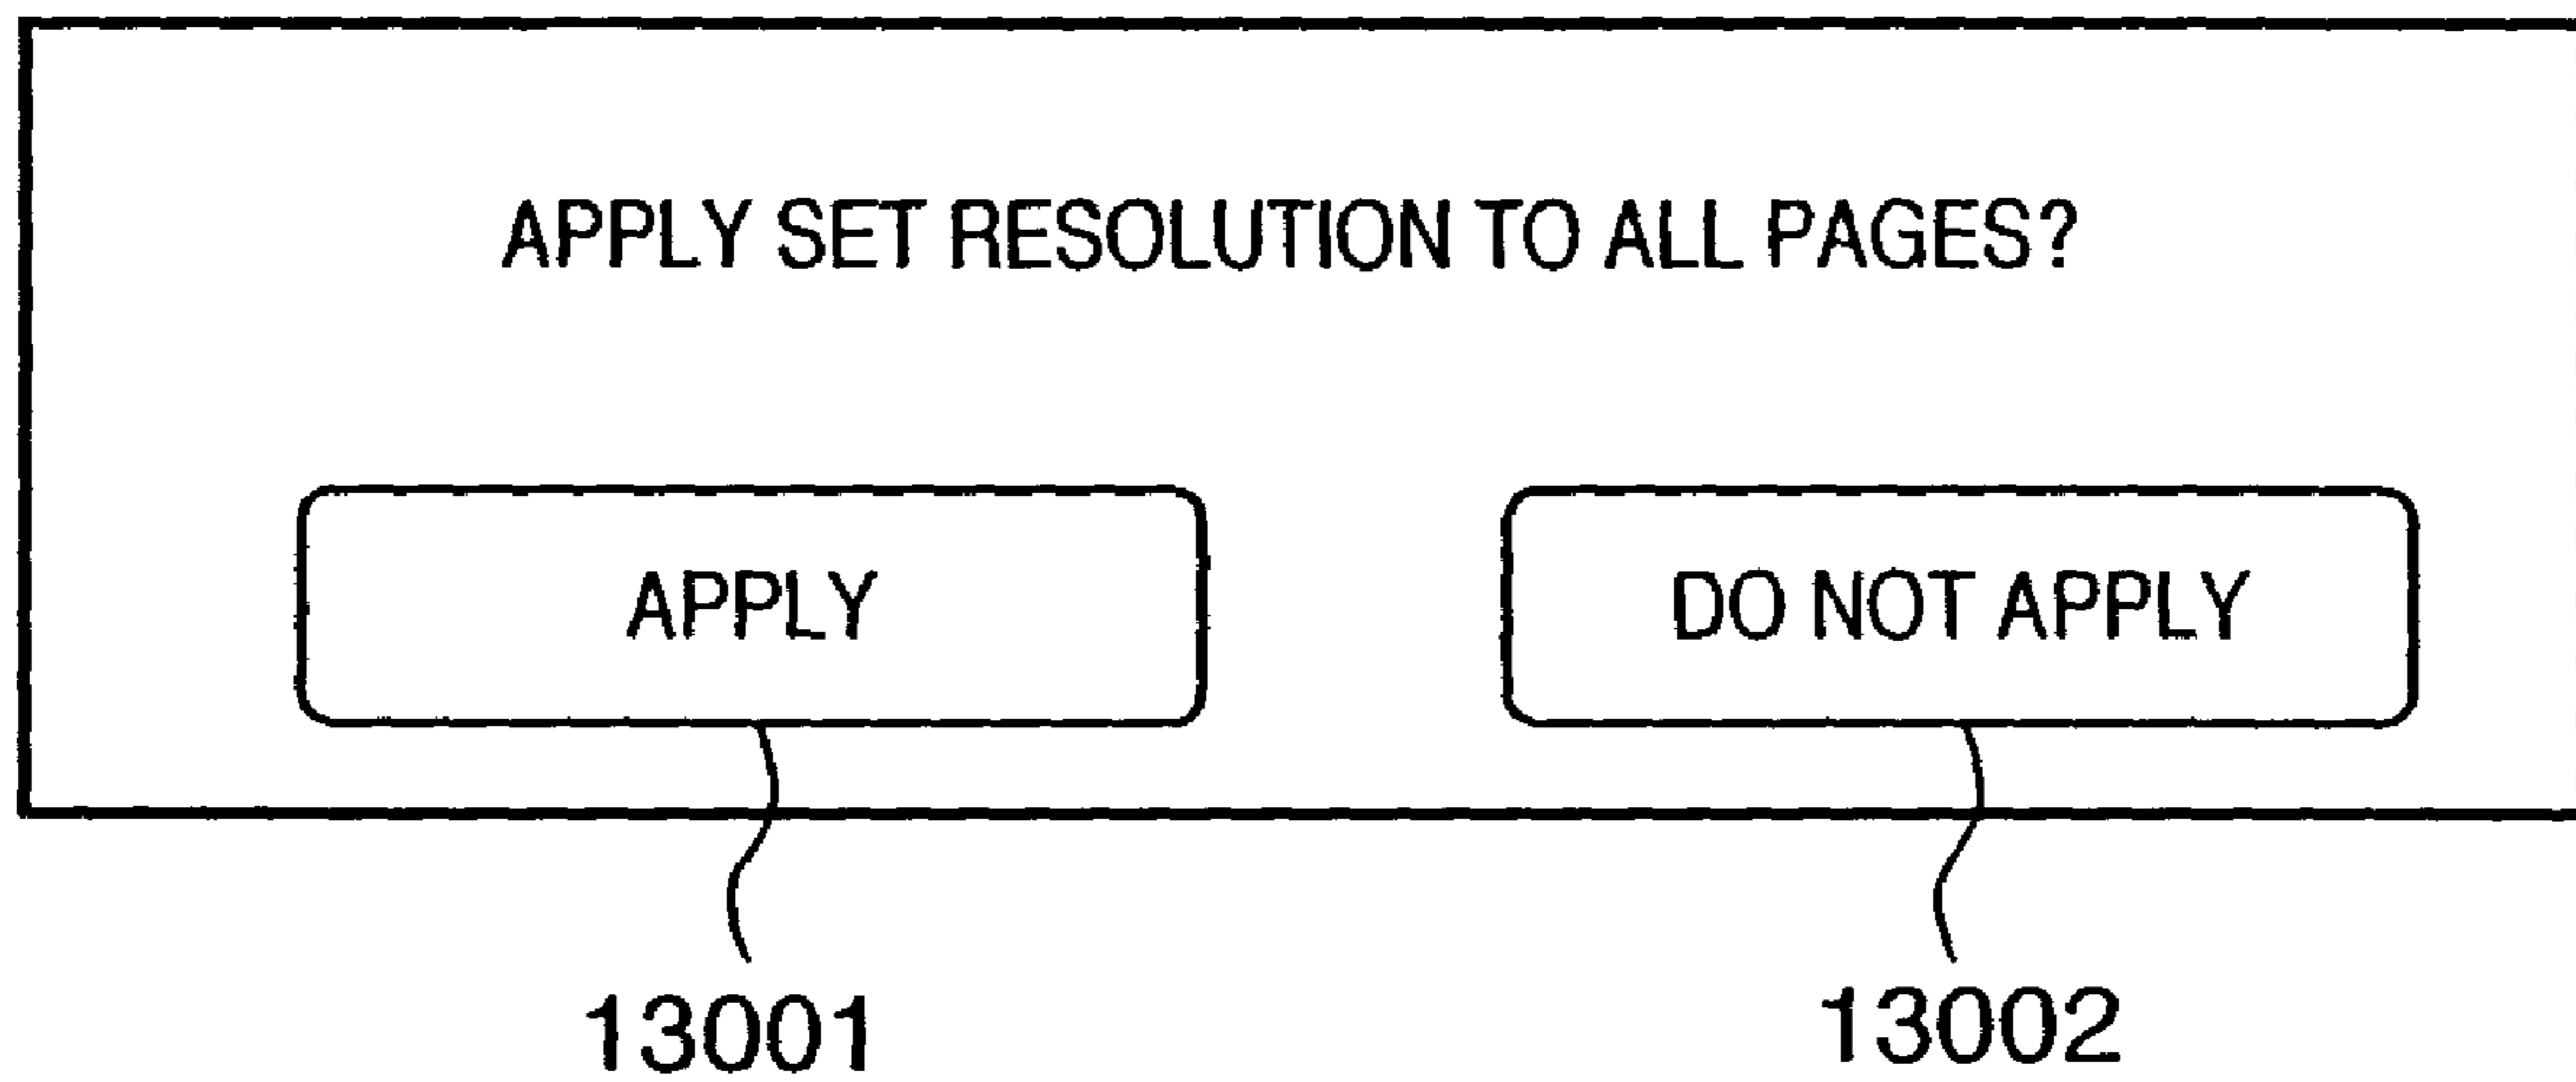 APPLY SET RESOLUTION TO ALL PAGES?
APPLY DO NOT APPLY
13001 13002